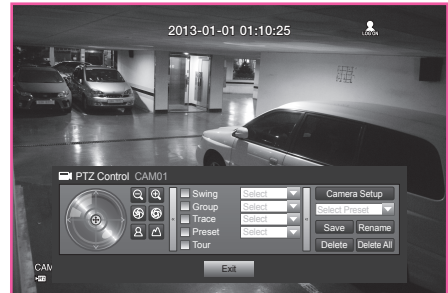 2013-01-01 01:10:25
LOG ON
PTZ Control CAM01
Swing Select
Group Select
Trace Select
Preset Select
Tour
Camera Setup
Select Preset
Save Rename
Delete Delete All
Exit
CAM